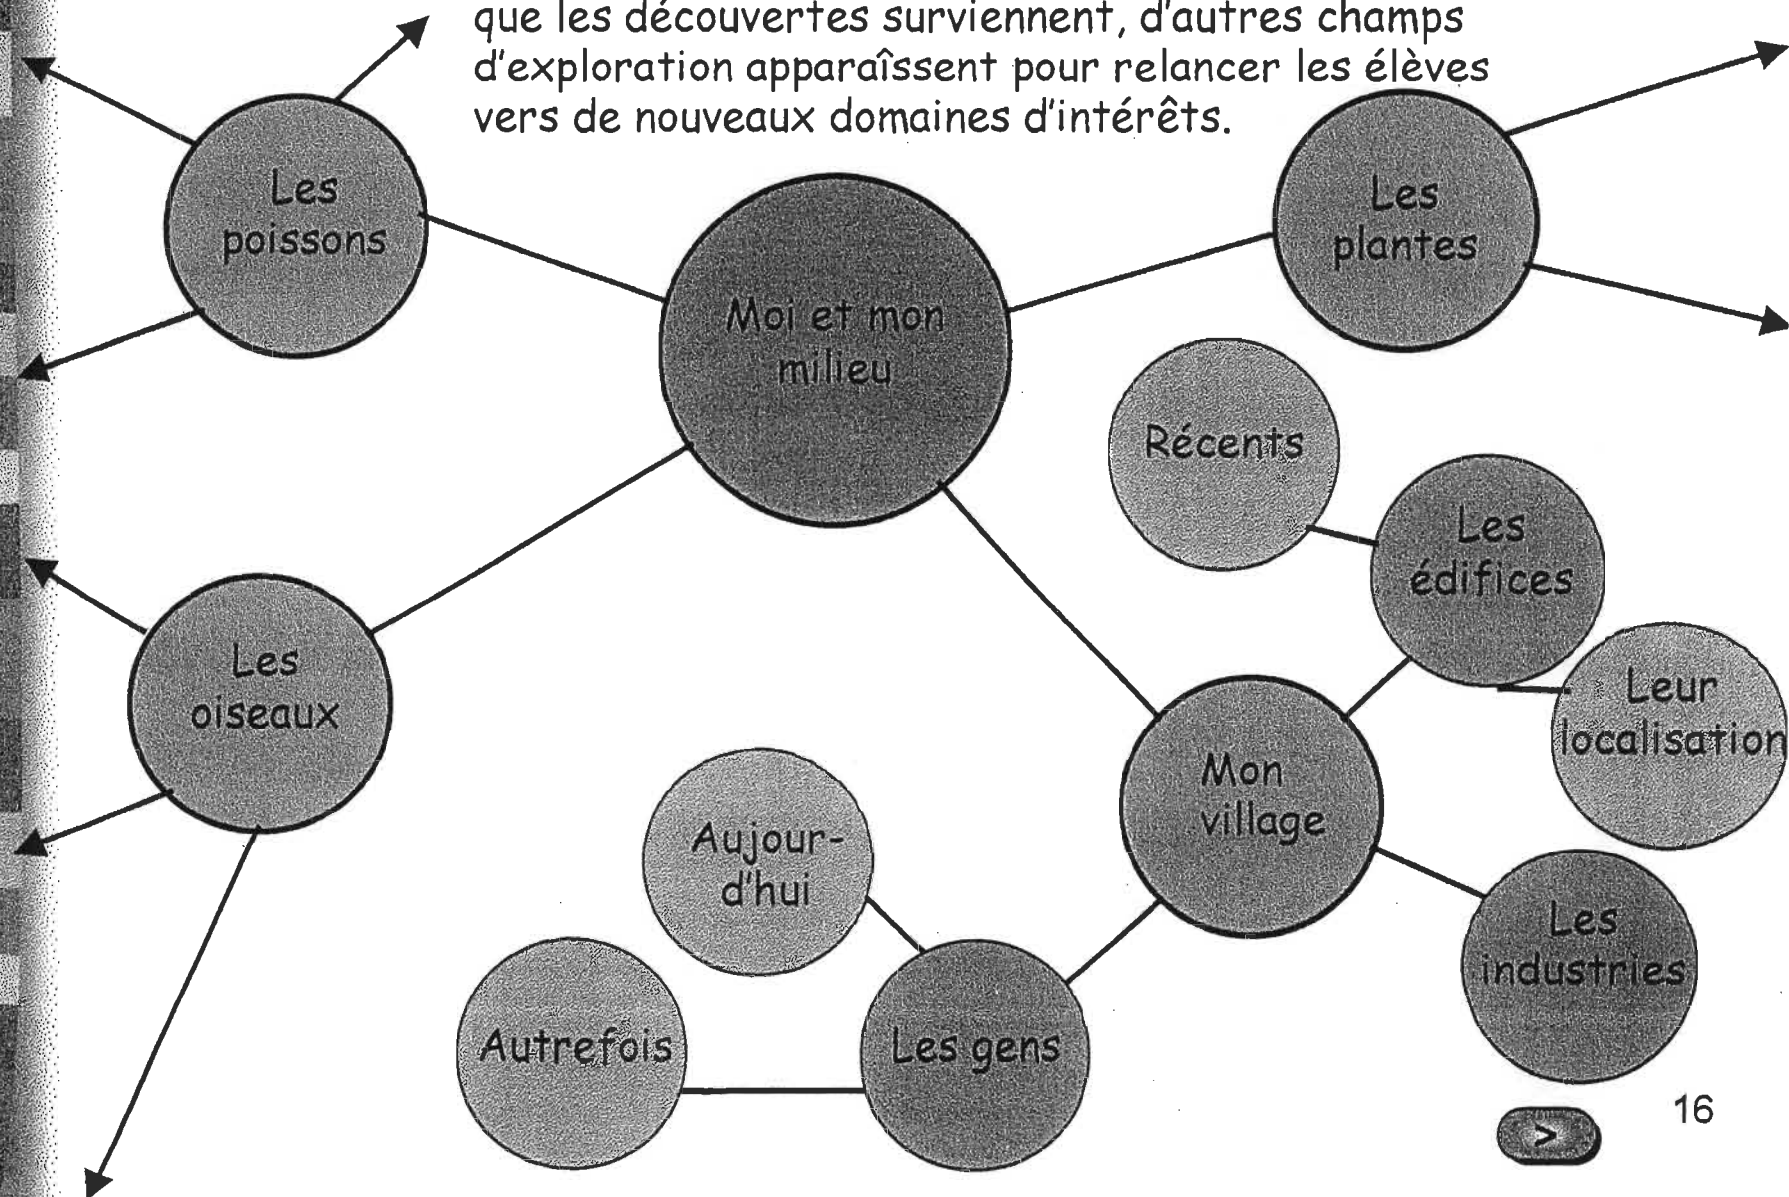 que les découvertes surviennent, d'autres champs
d'exploration apparaîssent pour relancer les élèves
vers de nouveaux domaines d'intérêts.
Les
poissons
Moi et mon
milieu
Les
plantes
Récents
Les
édifices
Leur
localisation
Les
oiseaux
Mon
village
Aujour-
d'hui
Les
industries
Autrefois
Les gens
16
>